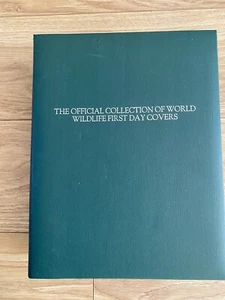 THE OFFICIAL COLLECTION OF WORLD
WILDLIFE FIRST DAY COVERS